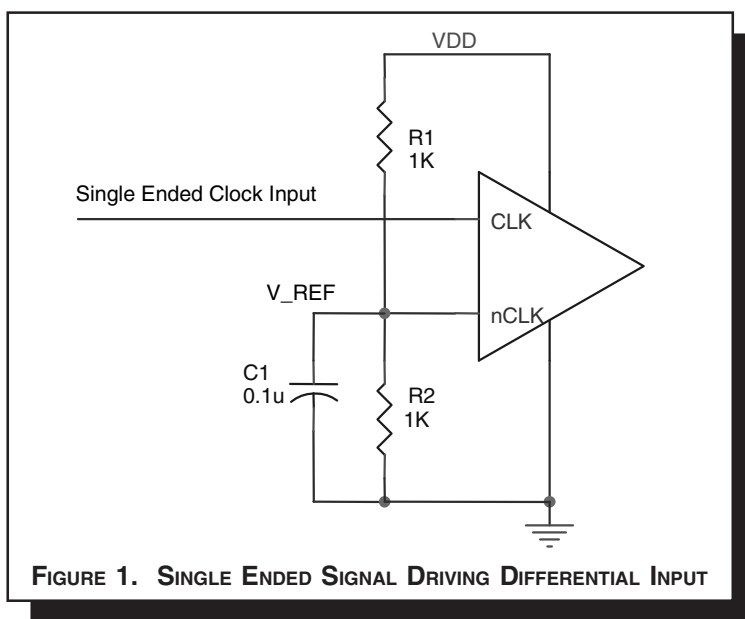 VDD
R1
1K
Single Ended Clock Input
CLK
V_REF
nCLK
C1
0.1u
R2
1K
FIGURE 1. SINGLE ENDED SIGNAL DRIVING DIFFERENTIAL INPUT